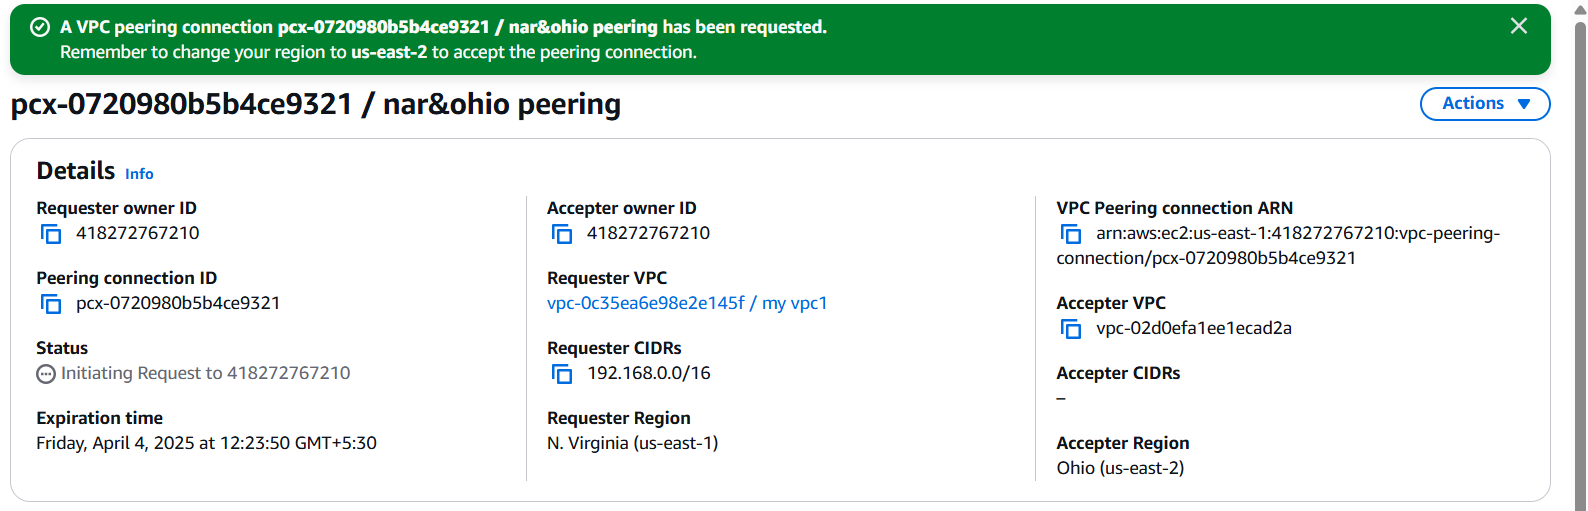 A VPC peering connection pcx-0720980b5b4ce9321 / nar&ohio peering has been requested.
Remember to change your region to us-east-2 to accept the peering connection.
pcx-0720980b5b4ce9321 / nar&ohio peering
Actions
Details Info
Requester owner ID
418272767210
Peering connection ID
pcx-0720980b5b4ce9321
Status
Initiating Request to 418272767210
Expiration time
Friday, April 4, 2025 at 12:23:50 GMT+5:30
Accepter owner ID
418272767210
Requester VPC
vpc-0c35ea6e98e2e145f / my vpc1
Requester CIDRs
192.168.0.0/16
Requester Region
N. Virginia (us-east-1)
VPC Peering connection ARN
arn:aws:ec2:us-east-1:418272767210:vpc-peering-
connection/pcx-0720980b5b4ce9321
Accepter VPC
vpc-02d0efa1ee1ecad2a
Accepter CIDRs
–
Accepter Region
Ohio (us-east-2)